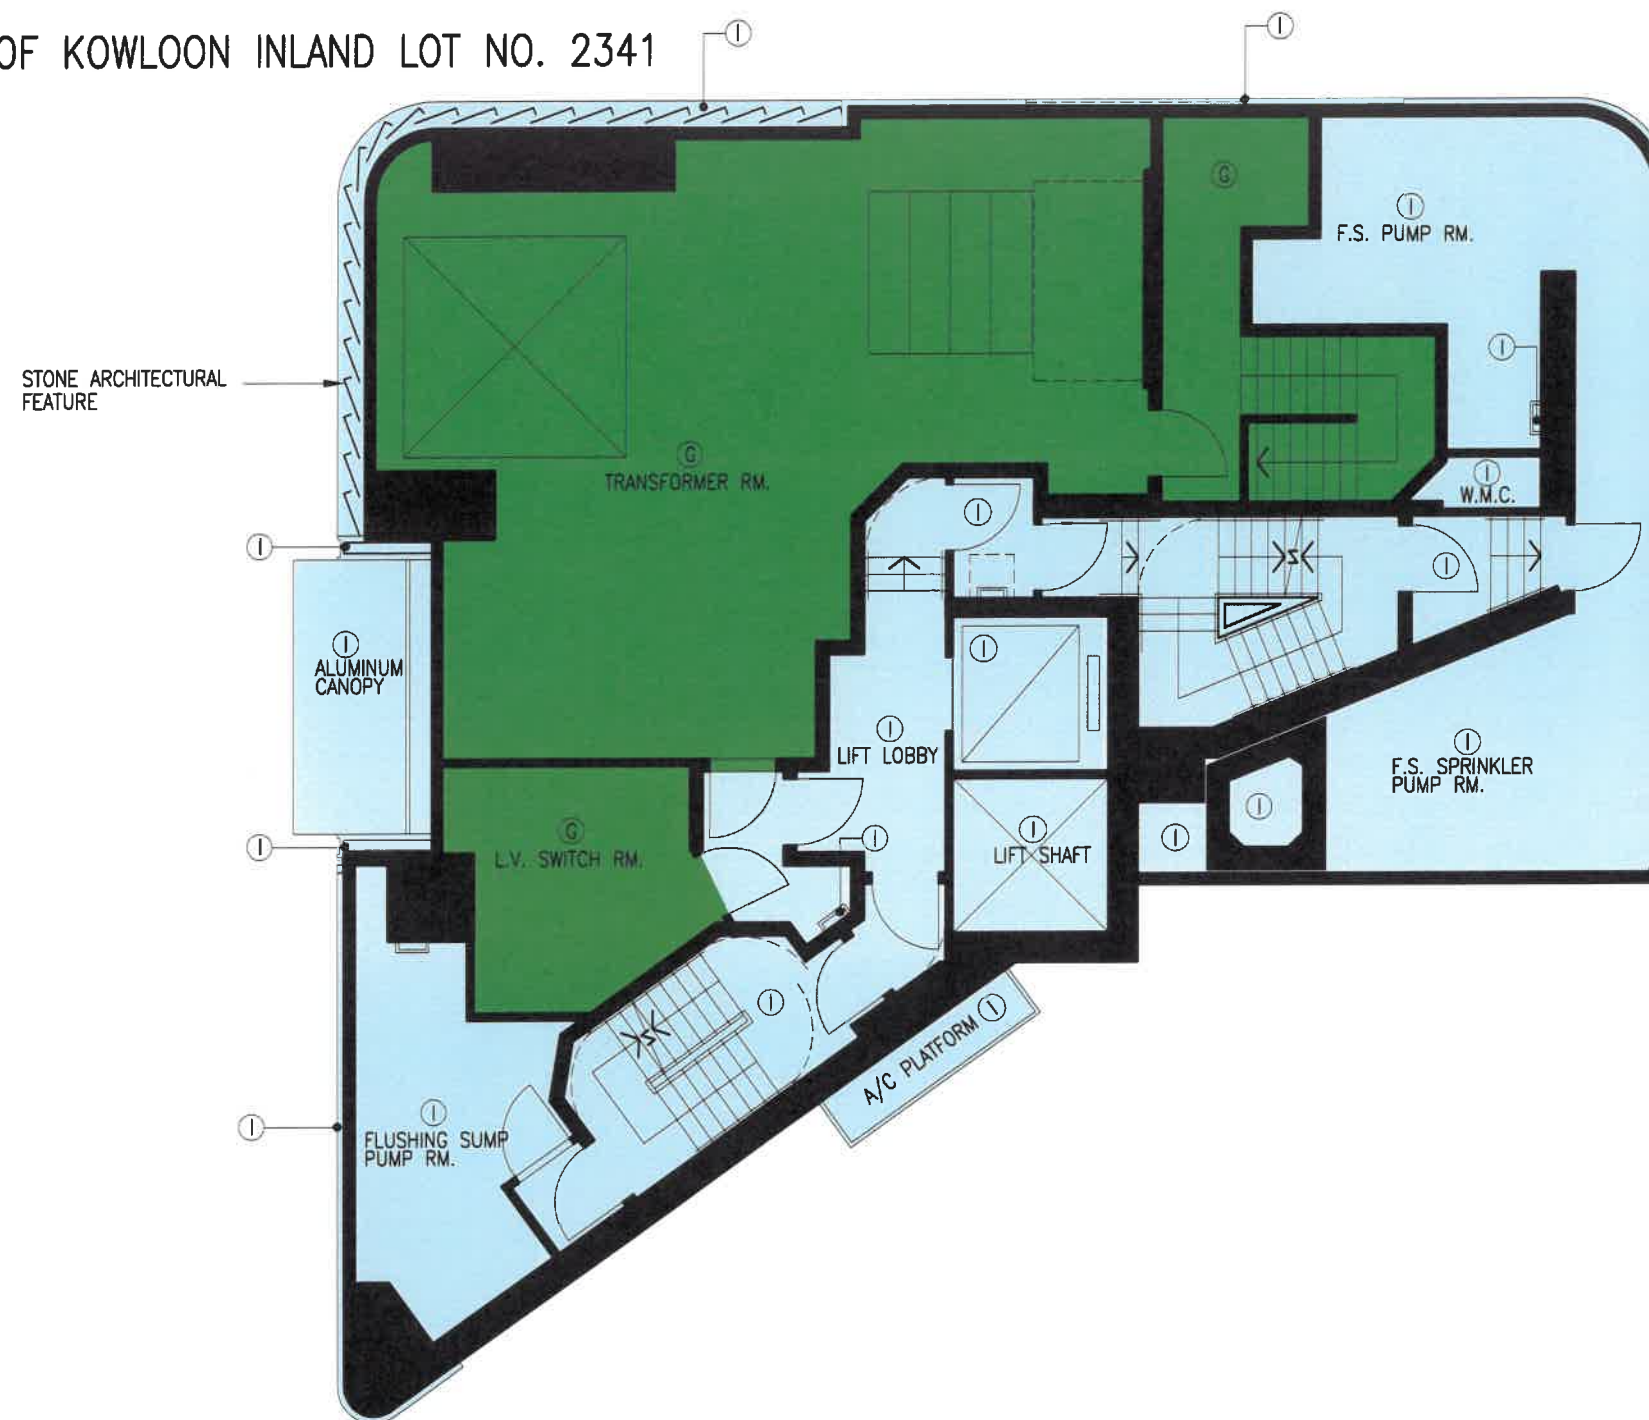 OF KOWLOON INLAND LOT NO. 2341
I
I
G
I
F.S. PUMP RM.
I
STONE ARCHITECTURAL
FEATURE
G
TRANSFORMER RM.
I
W.M.C.
I
I
I
I
ALUMINUM
CANOPY
I
I
LIFT LOBBY
I
F.S. SPRINKLER
PUMP RM.
I
I
G
L.V. SWITCH RM.
I
I
LIFT SHAFT
I
I
S
S
I
A/C PLATFORM I
I
I
FLUSHING SUMP
PUMP RM.